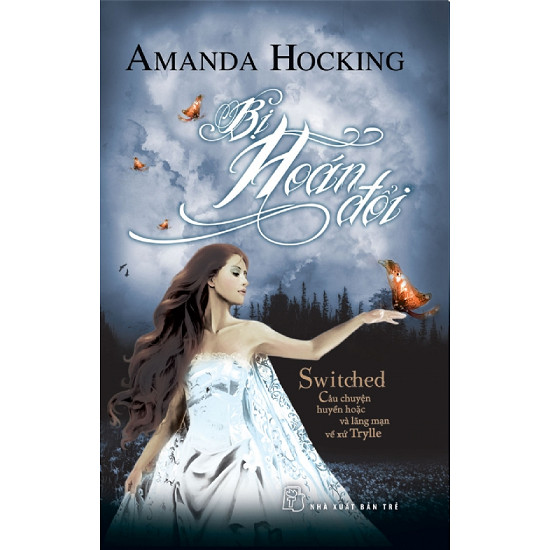 AMANDA HOCKING
Bị
Hoán
đổi
Switched
Câu chuyện
huyền hoặc
và lãng mạn
về xứ Trylle
NHÀ XUẤT BẢN TRẺ